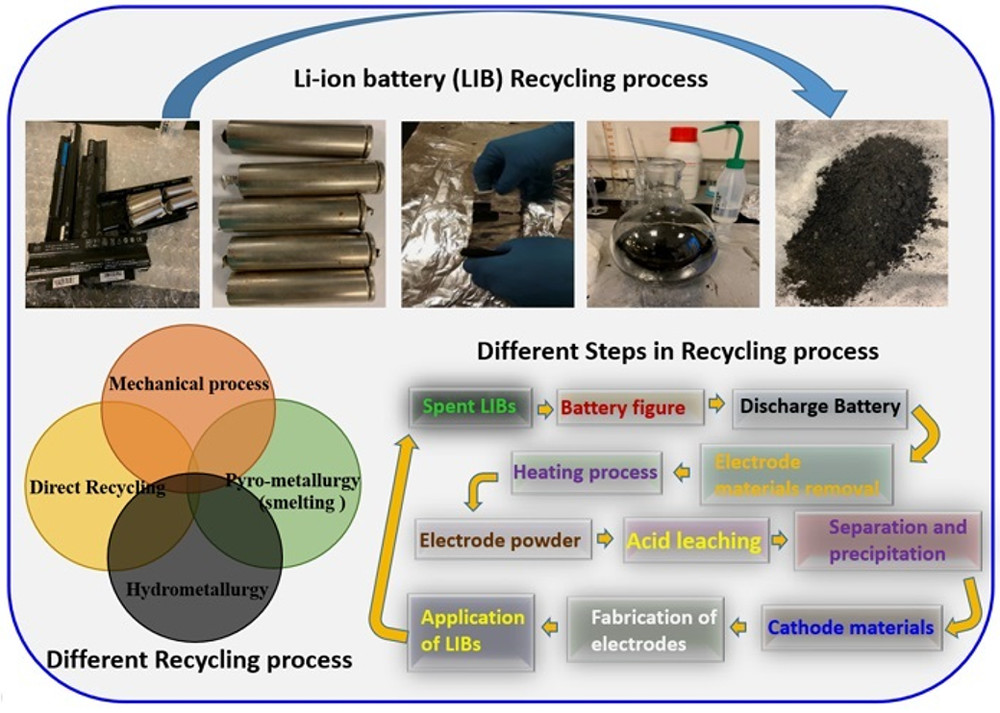 Li-ion battery (LIB) Recycling process
Mechanical process
Direct Recycling
Pyro-metallurgy
(smelting )
Hydrometallurgy
Different Recycling process
Different Steps in Recycling process
Spent LIBs
Battery figure
Discharge Battery
Electrode
materials removal
Heating process
Electrode powder
Acid leaching
Separation and
precipitation
Cathode materials
Fabrication of
electrodes
Application
of LIBs